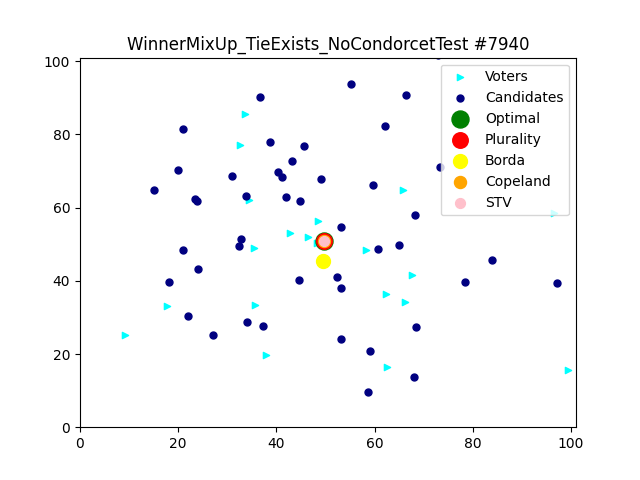 WinnerMixUp_TieExists_NoCondorcetTest #7940
Voters
Candidates
Optimal
Plurality
Borda
Copeland
STV
100
80
60
40
20
0
0 20 40 60 80 100